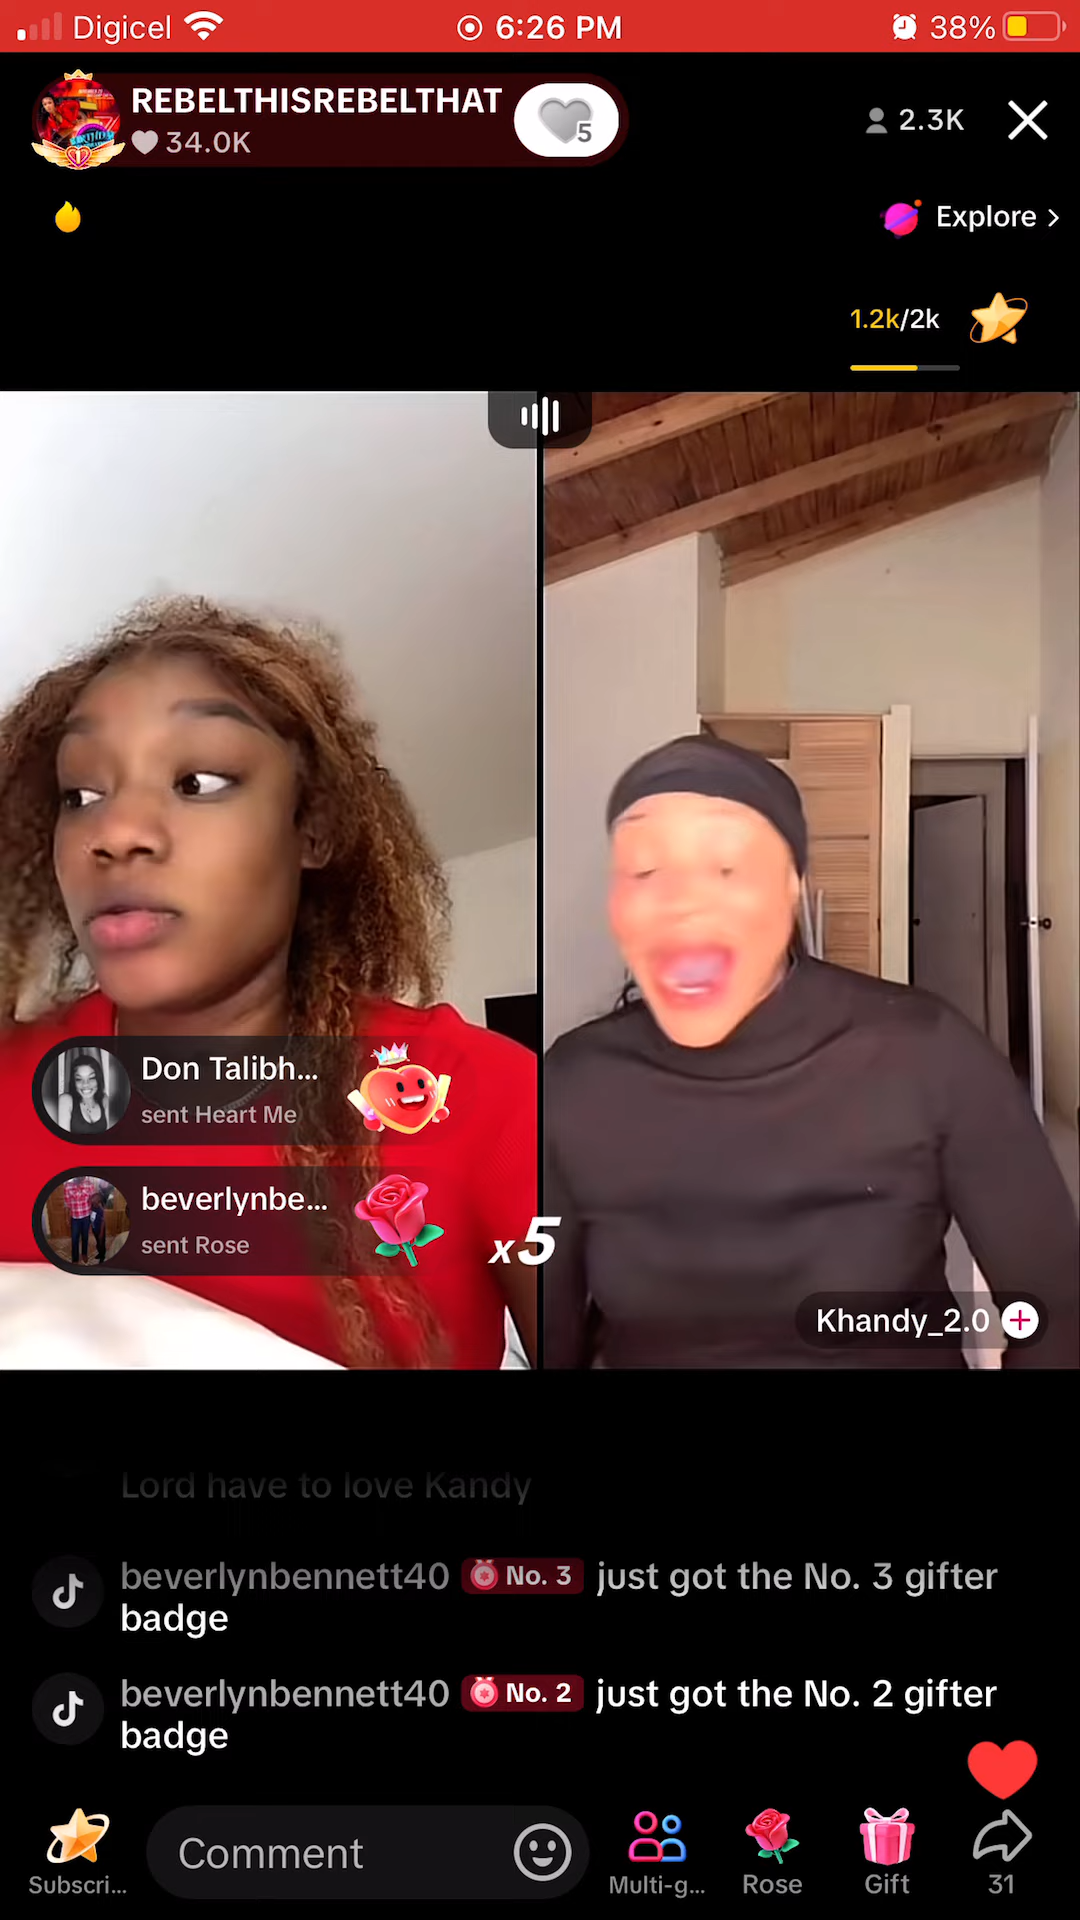 Digicel
6:26 PM
38%
REBELTHISREBELTHAT
34.0K
5
2.3K
Explore
1.2k/2k
Don Talibh...
sent Heart Me
beverlynbe...
sent Rose
x5
Khandy_2.0
Lord have to love Kandy
beverlynbennett40 No. 3 just got the No. 3 gifter
badge
beverlynbennett40 No. 2 just got the No. 2 gifter
badge
Subscri...
Comment
Multi-g...
Rose
Gift
31